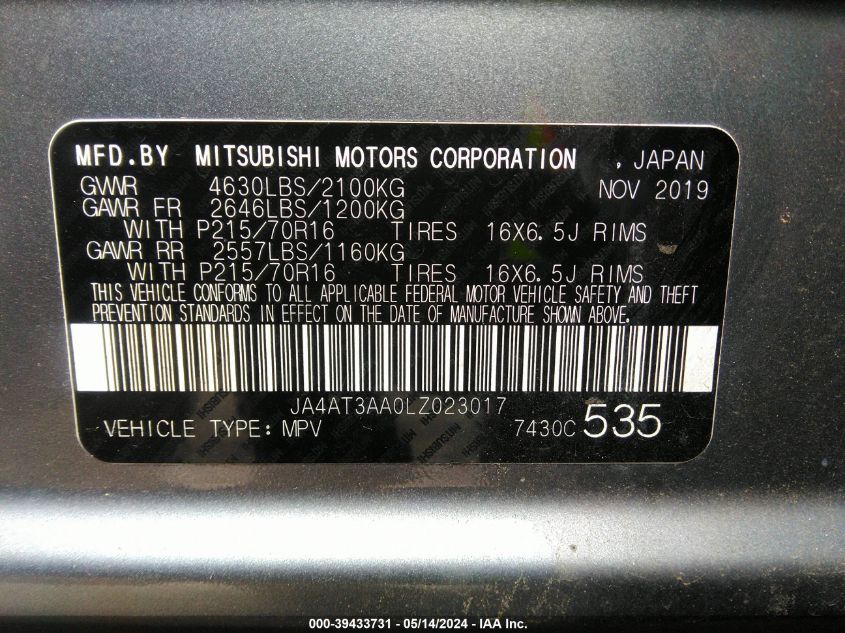 MFD.BY MITSUBISHI MOTORS CORPORATION , JAPAN
GVWR 4630LBS/2100KG NOV 2019
GAWR FR 2646LBS/1200KG
WITH P215/70R16 TIRES 16X6.5J RIMS
GAWR RR 2557LBS/1160KG
WITH P215/70R16 TIRES 16X6.5J RIMS
THIS VEHICLE CONFORMS TO ALL APPLICABLE FEDERAL MOTOR VEHICLE SAFETY AND THEFT
PREVENTION STANDARDS IN EFFECT ON THE DATE OF MANUFACTURE SHOWN ABOVE.
JA4AT3AA0LZ023017
VEHICLE TYPE: MPV 7430C 535
000-39433731 - 05/14/2024 - IAA Inc.